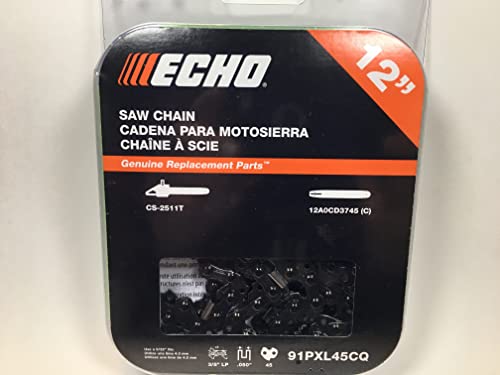 ECHO
12"
SAW CHAIN
CADENA PARA MOTOSIERRA
CHAÎNE À SCIE
Genuine Replacement Parts™
CS-2511T
12A0CD3745 (C)
3/8" LP
.050"
45
91PXL45CQ